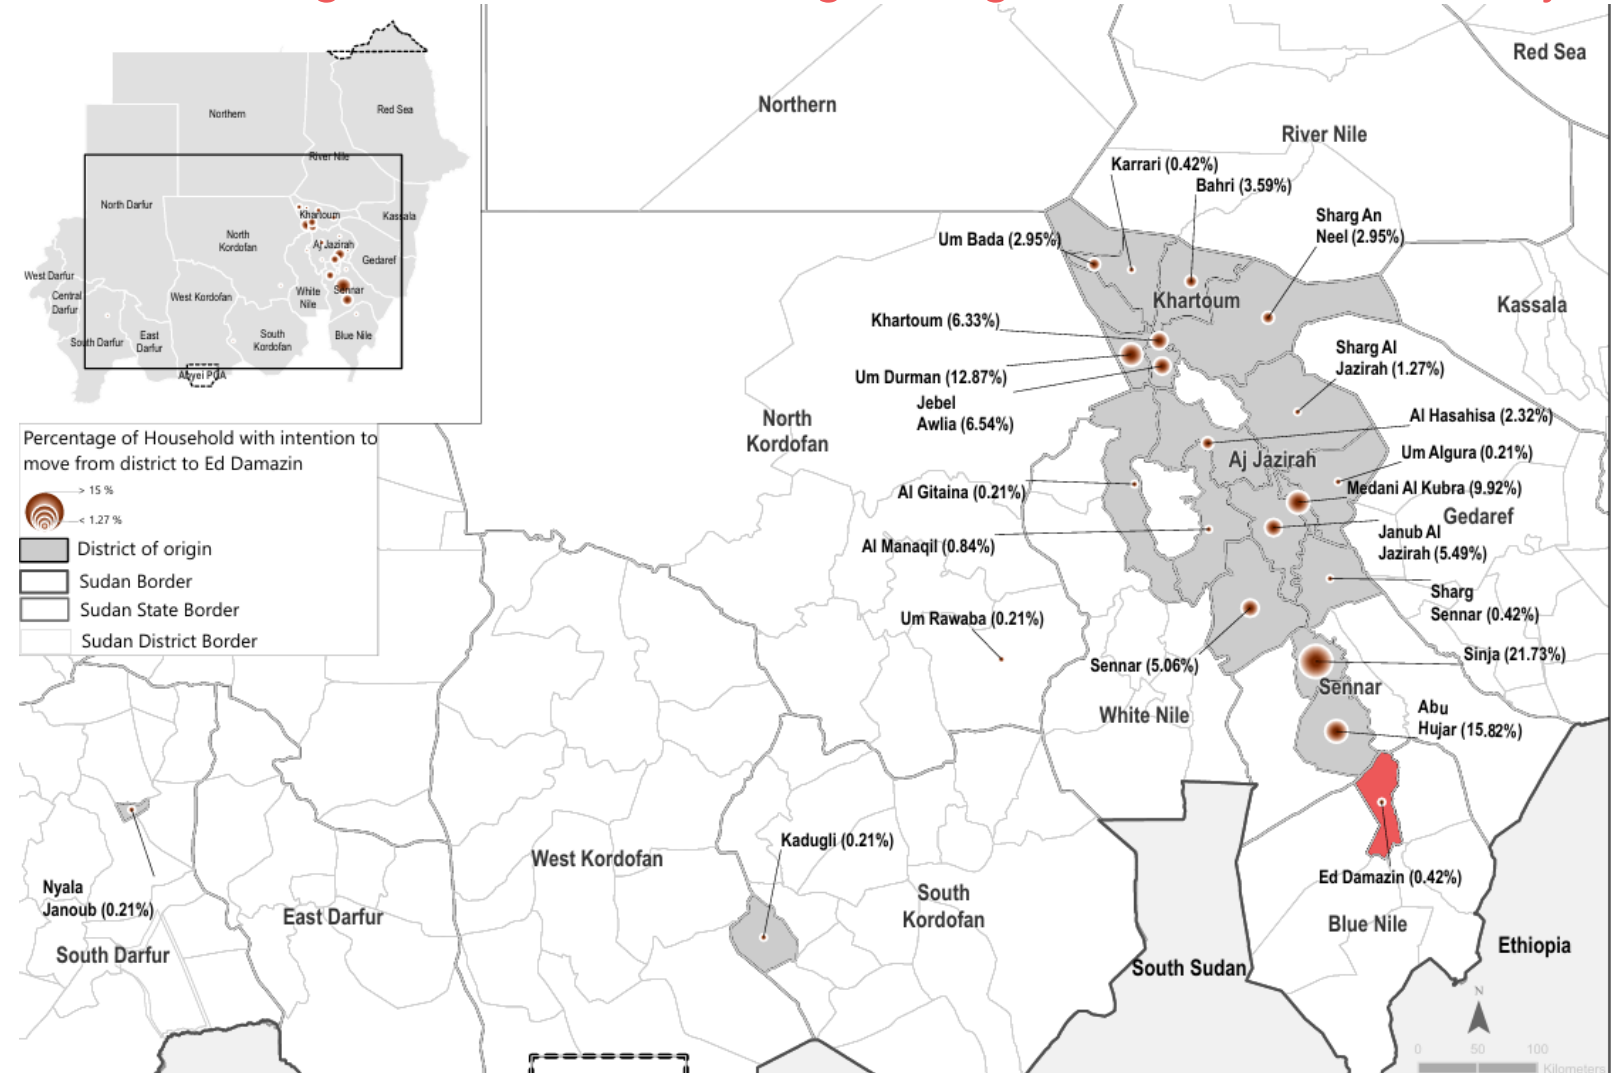 Northern
Red Sea
River Nile
North Darfur
Khartoum
Kassala
North
Kordofan
Aj Jazirah
Gedaref
West Darfur
Central
Darfur
West Kordofan
White
Nile
Sennar
South Darfur
East
Darfur
South
Kordofan
Blue Nile
Abyei PCA
Percentage of Household with intention to
move from district to Ed Damazin
> 15 %
< 1.27 %
District of origin
Sudan Border
Sudan State Border
Sudan District Border
Northern
Red Sea
River Nile
Karrari (0.42%)
Bahri (3.59%)
Sharg An
Neel (2.95%)
Um Bada (2.95%)
Khartoum
Kassala
Khartoum (6.33%)
Sharg Al
Jazirah (1.27%)
Um Durman (12.87%)
Jebel
Awlia (6.54%)
North
Kordofan
Al Hasahisa (2.32%)
Aj Jazirah
Um Algura (0.21%)
Al Gitaina (0.21%)
Medani Al Kubra (9.92%)
Gedaref
Janub Al
Jazirah (5.49%)
Al Manaqil (0.84%)
Sharg
Sennar (0.42%)
Um Rawaba (0.21%)
Sennar (5.06%)
Sinja (21.73%)
Sennar
White Nile
Abu
Hujar (15.82%)
Kadugli (0.21%)
West Kordofan
Ed Damazin (0.42%)
Nyala
Janoub (0.21%)
East Darfur
South
Kordofan
Blue Nile
South Darfur
South Sudan
Ethiopia
N
0 50 100
Kilometers